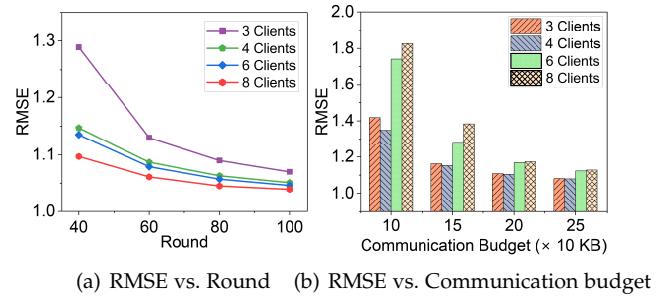 RMSE
1.3
1.2
1.1
1.0
40
60
80
100
Round
3 Clients
4 Clients
6 Clients
8 Clients
(a) RMSE vs. Round
RMSE
2.0
1.8
1.6
1.4
1.2
1.0
10
15
20
25
Communication Budget (× 10 KB)
3 Clients
4 Clients
6 Clients
8 Clients
(b) RMSE vs. Communication budget